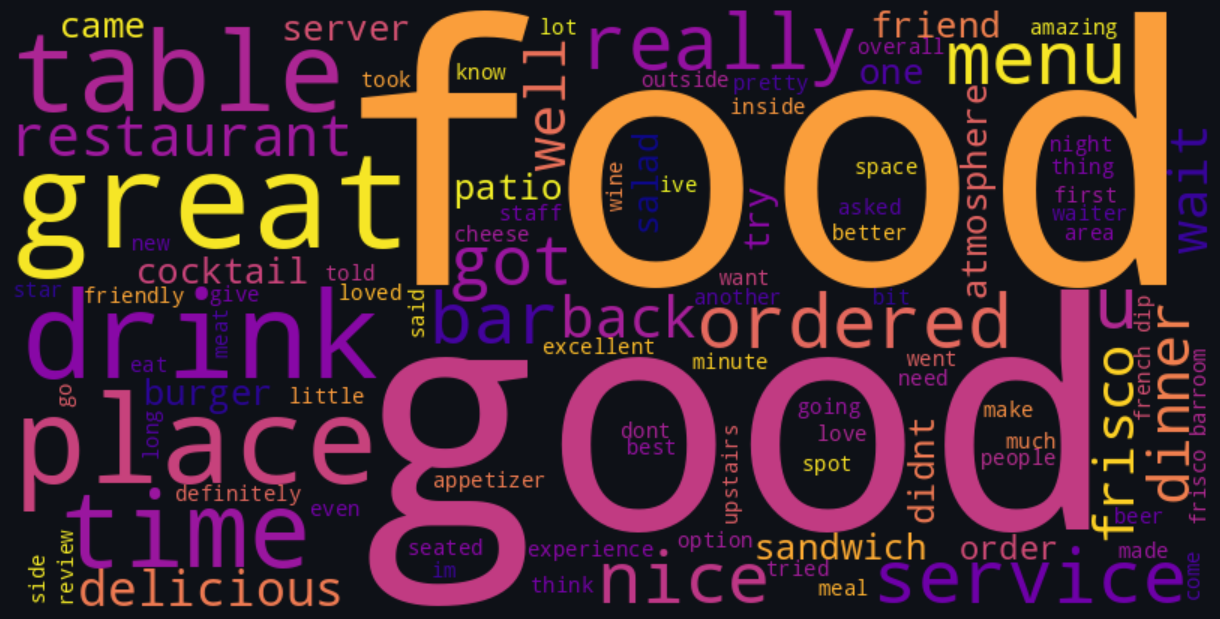 came
server
lot
really
friend
amazing
table
took
know
well
overall
menu
outside
pretty
one
inside
restaurant
food
great
patio
wine
salad
ive
space
night
thing
first
waiter
area
wait
atmosphere
staff
cheese
try
asked
better
new
got
cocktail
told
want
star
friendly
give
loved
said
another
bit
drink
meat
eat
bar
back
ordered
u
french dip
dinner
excellent
minute
went
need
frisco
go
burger
little
good
place
long
dont
best
going
love
spot
make
much
people
upstairs
didnt
appetizer
frisco barroom
definitely
time
even
beer
seated
im
experience
option
sandwich
order
made
side
review
delicious
think
nice
tried
meal
service
come